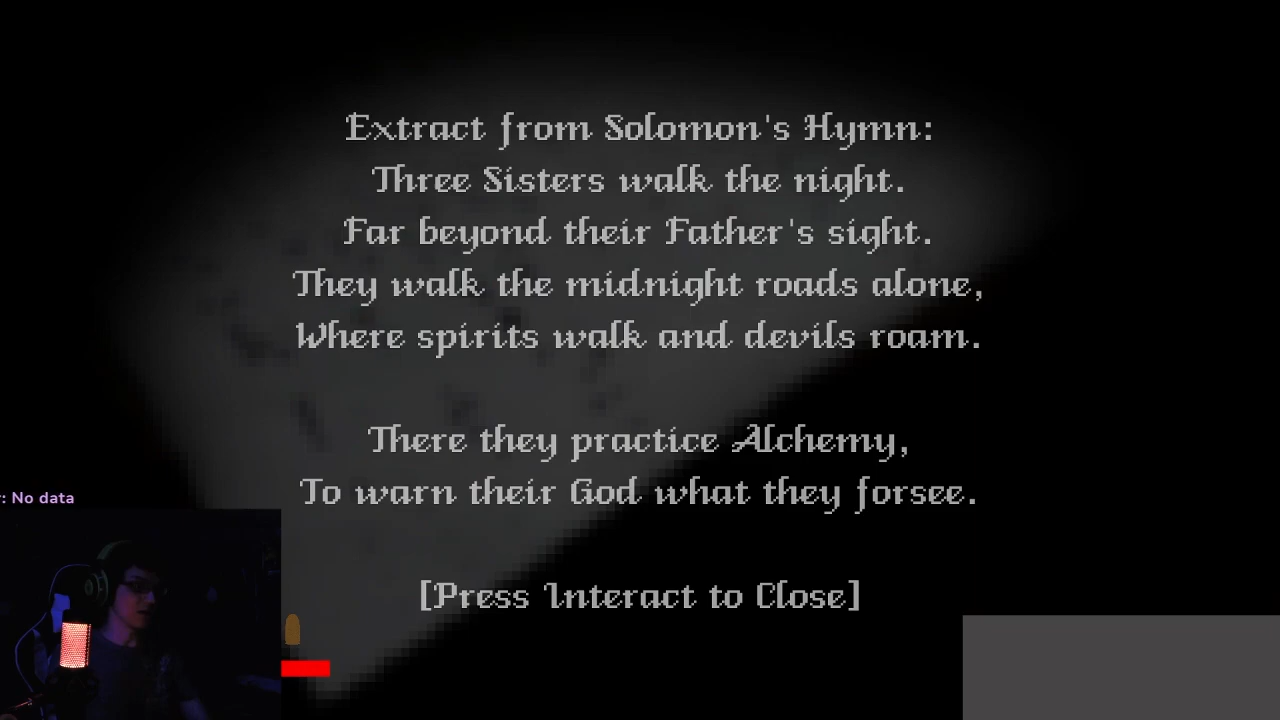 Extract from Solomon's Hymn:
Three Sisters walk the night.
Far beyond their Father's sight.
They walk the midnight roads alone,
Where spirits walk and devils roam.
There they practice Alchemy,
To warn their God what they forsee.
: No data
[Press Interact to Close]